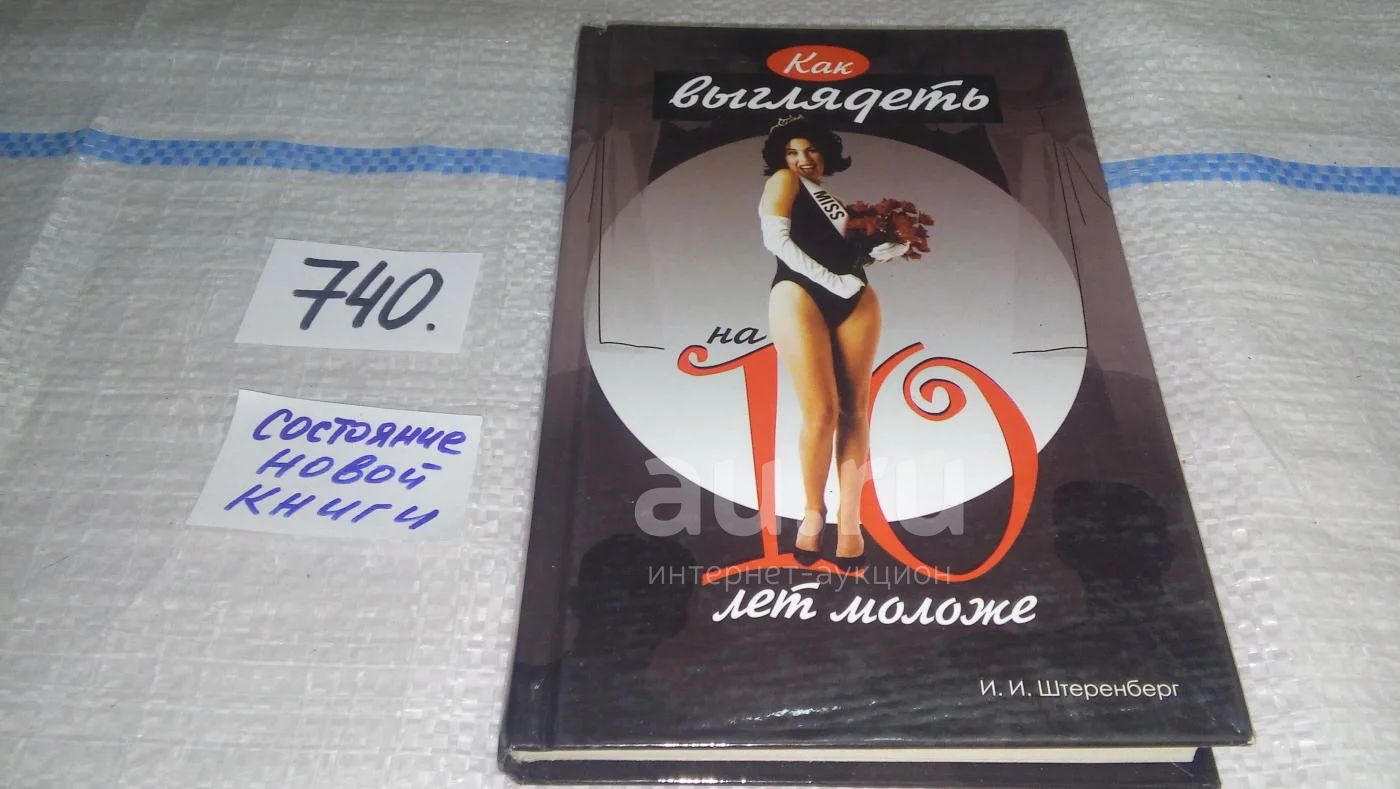 Как
выглядеть
MISS
на
10
лет моложе
И. И. Штеренберг
740.
СОСТОЯНИЕ
НОВОЙ
КНИГИ
au.ru
интернет-аукцион